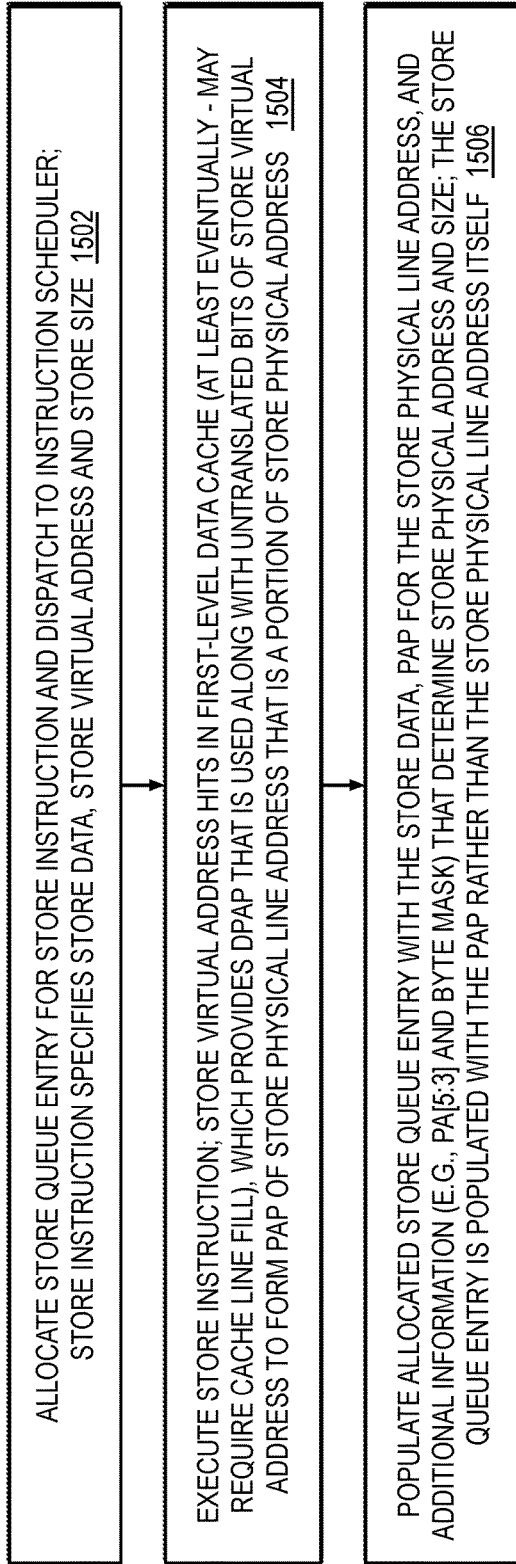 ALLOCATE STORE QUEUE ENTRY FOR STORE INSTRUCTION AND DISPATCH TO INSTRUCTION SCHEDULER;
STORE INSTRUCTION SPECIFIES STORE DATA, STORE VIRTUAL ADDRESS AND STORE SIZE 1502
EXECUTE STORE INSTRUCTION; STORE VIRTUAL ADDRESS HITS IN FIRST-LEVEL DATA CACHE (AT LEAST EVENTUALLY - MAY
REQUIRE CACHE LINE FILL), WHICH PROVIDES DPAP THAT IS USED ALONG WITH UNTRANSLATED BITS OF STORE VIRTUAL
ADDRESS TO FORM PAP OF STORE PHYSICAL LINE ADDRESS THAT IS A PORTION OF STORE PHYSICAL ADDRESS 1504
POPULATE ALLOCATED STORE QUEUE ENTRY WITH THE STORE DATA, PAP FOR THE STORE PHYSICAL LINE ADDRESS, AND
ADDITIONAL INFORMATION (E.G., PA[5:3] AND BYTE MASK) THAT DETERMINE STORE PHYSICAL ADDRESS AND SIZE; THE STORE
QUEUE ENTRY IS POPULATED WITH THE PAP RATHER THAN THE STORE PHYSICAL LINE ADDRESS ITSELF 1506